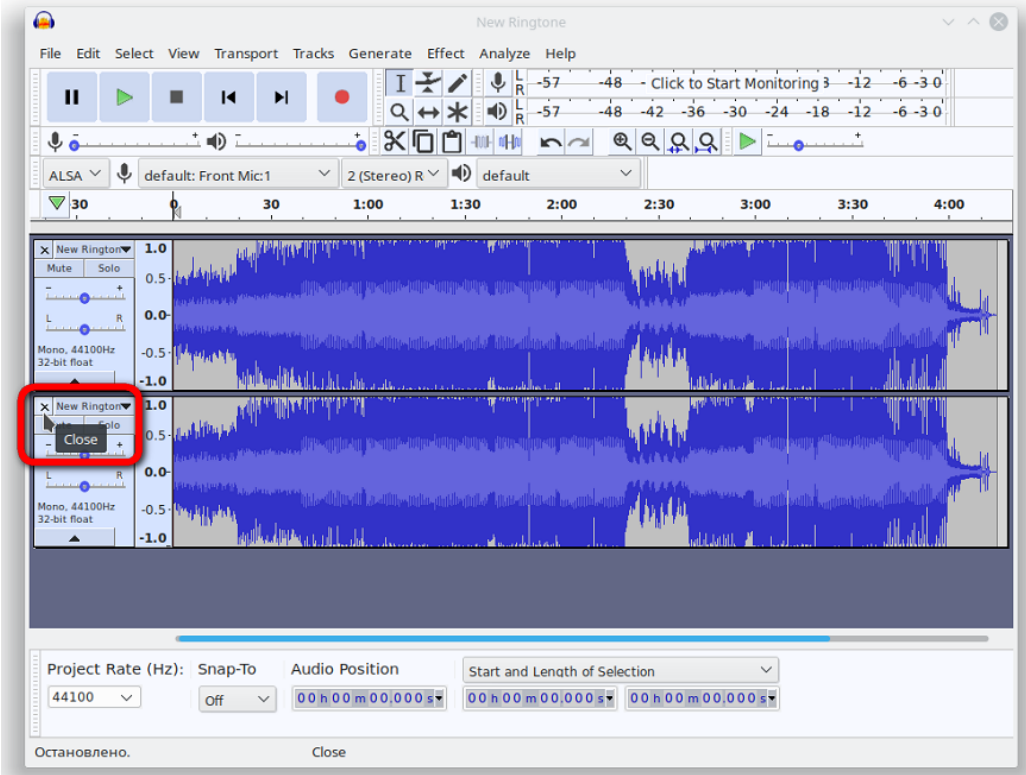 New Ringtone
File Edit Select View Transport Tracks Generate Effect Analyze Help
L R -57 -48 - Click to Start Monitoring -12 -6 -3 0
L R -57 -48 -42 -36 -30 -24 -18 -12 -6 -3 0
- + - + - +
ALSA default: Front Mic:1 2 (Stereo) R default
30 0 30 1:00 1:30 2:00 2:30 3:00 3:30 4:00
x New Rington 1.0
Mute Solo
0.5
- +
L R 0.0
Mono, 44100Hz
32-bit float
-0.5
-1.0
x New Rington 1.0
Solo
Close 0.5
- +
L R 0.0
Mono, 44100Hz
32-bit float
-0.5
-1.0
Project Rate (Hz): Snap-To Audio Position Start and Length of Selection
44100 Off 00 h 00 m 00.000 s 00 h 00 m 00.000 s 00 h 00 m 00.000 s
Остановлено. Close